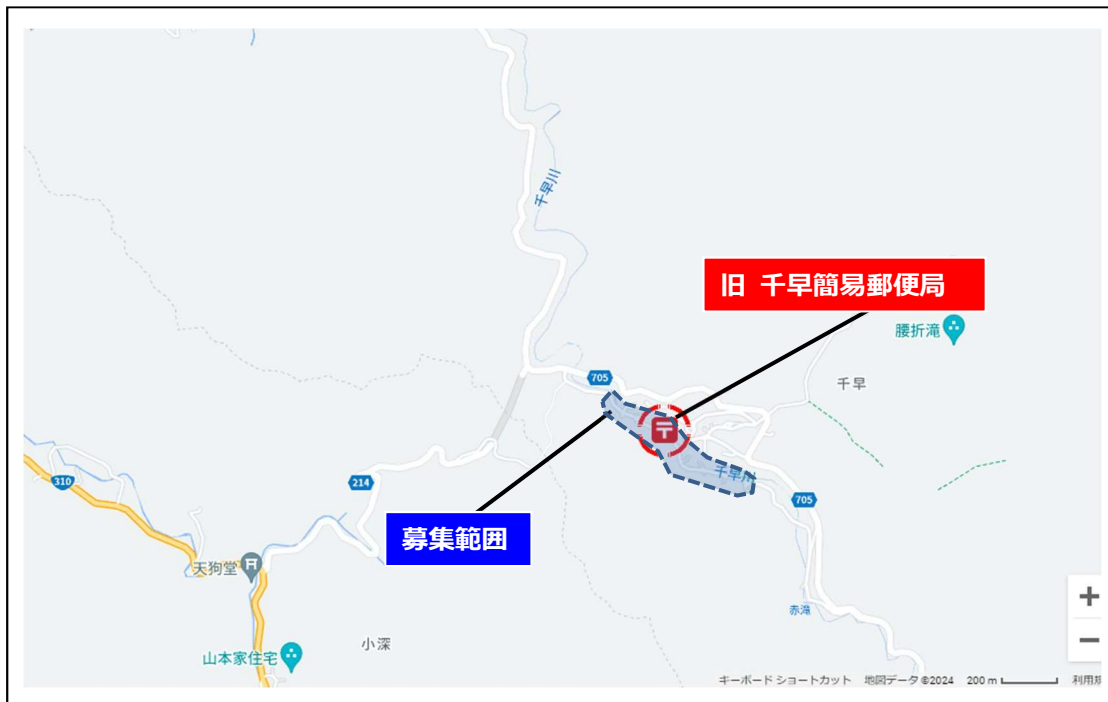 千早川
旧 千早簡易郵便局
腰折滝
705
千早
310
214
千早川
705
募集範囲
天狗堂
赤滝
小深
山本家住宅
+
−
キーボード ショートカット 地図データ ©2024 200 m 利用規